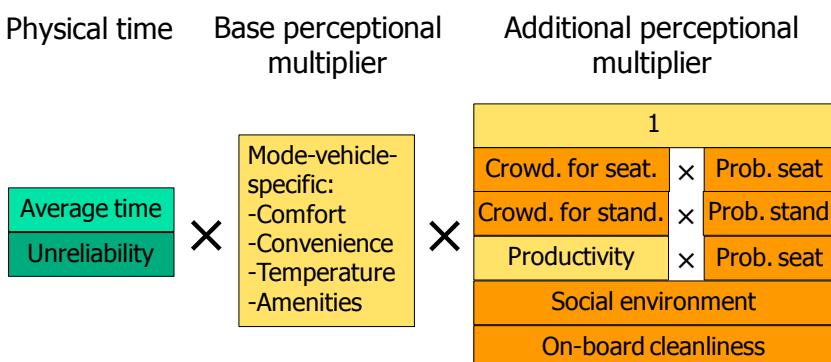 Physical time
Base perceptional
multiplier
Additional perceptional
multiplier
Average time
Unreliability
×
Mode-vehicle-
specific:
-Comfort
-Convenience
-Temperature
-Amenities
×
1
Crowd. for seat. × Prob. seat
Crowd. for stand. × Prob. stand
Productivity × Prob. seat
Social environment
On-board cleanliness